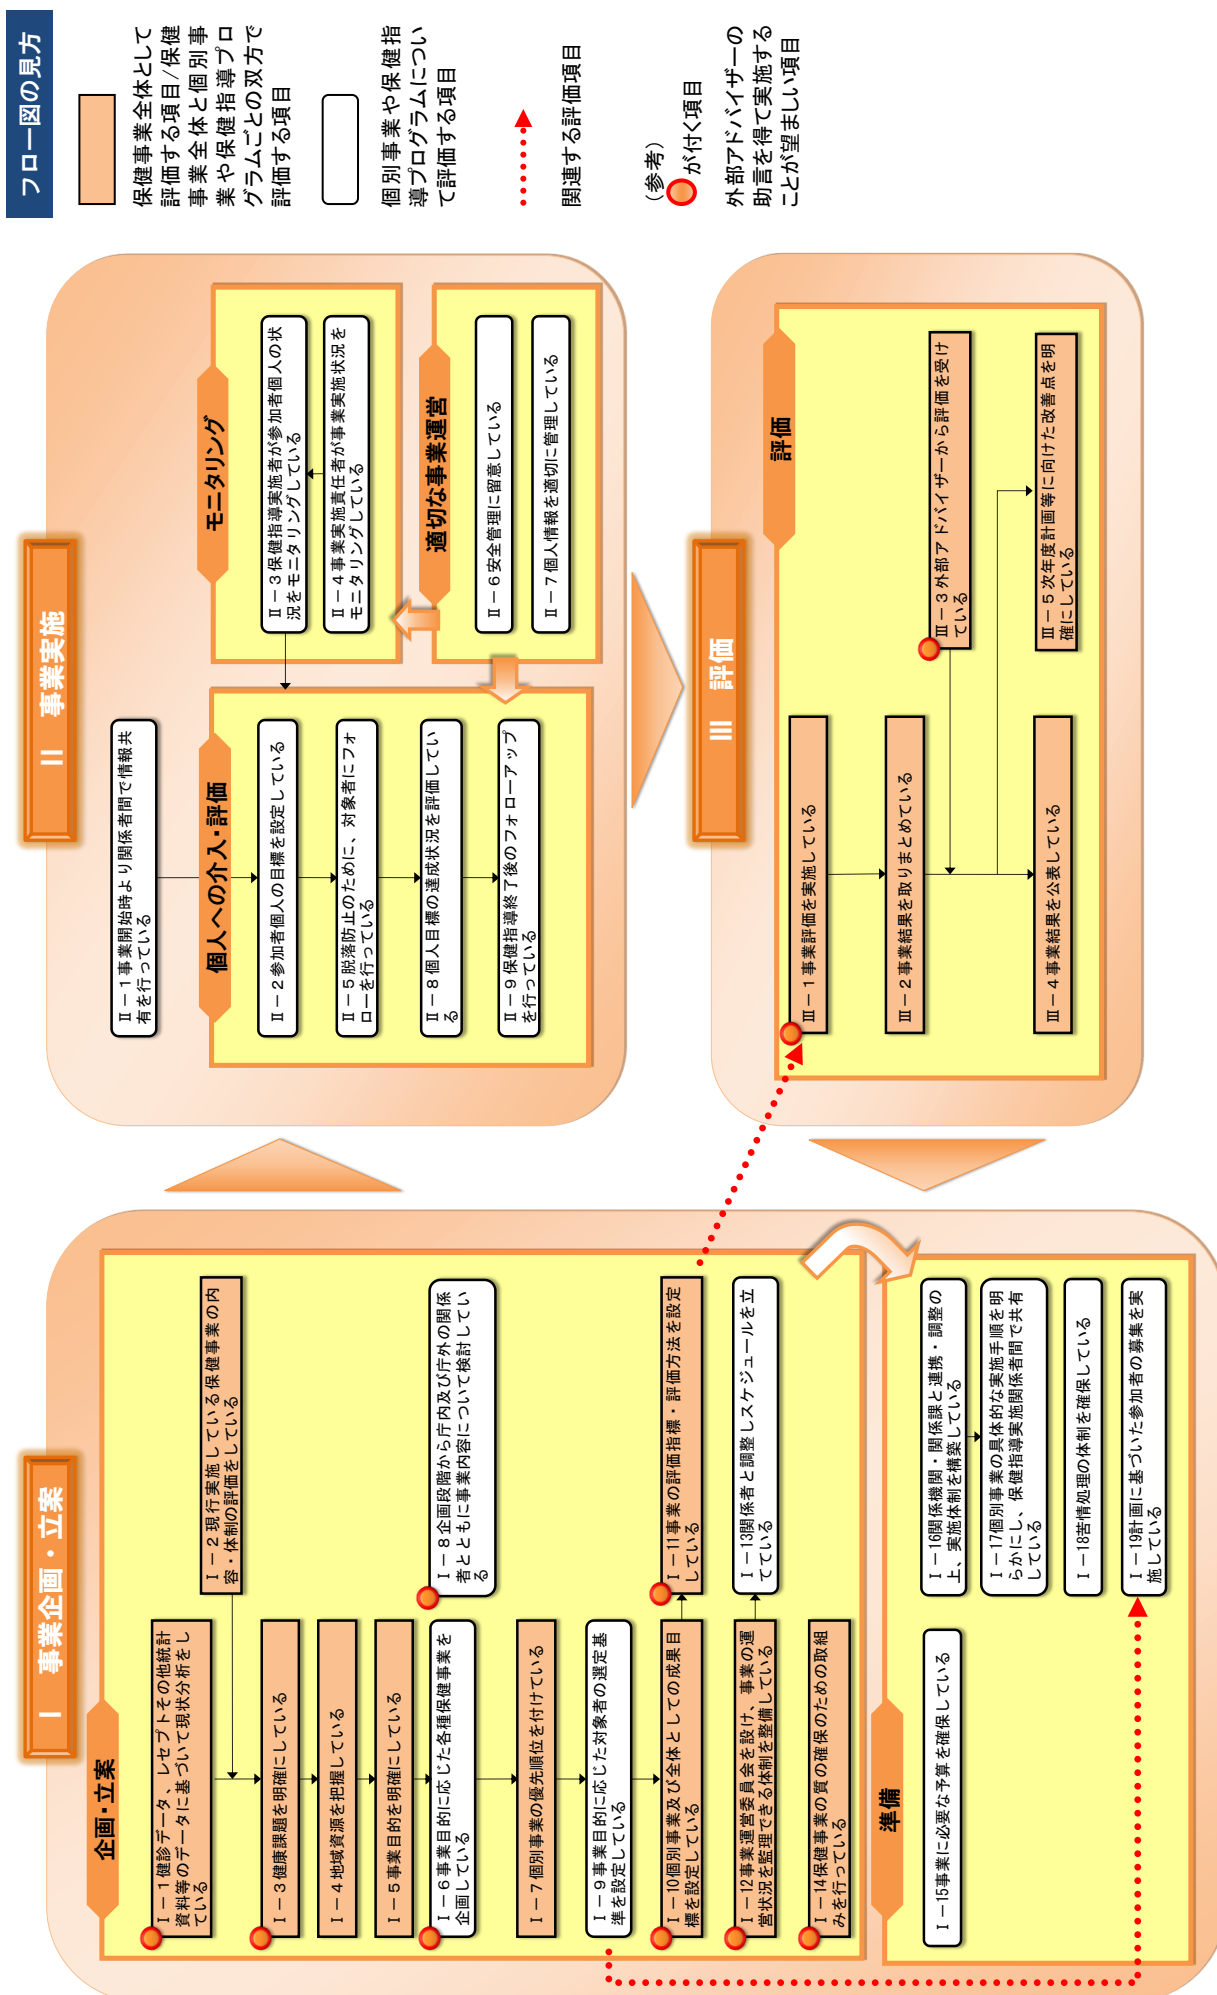 フロー図の見方
保健事業全体として
評価する項目/保健
事業全体と個別事
業や保健指導プロ
グラムごとの双方で
評価する項目
個別事業や保健指
導プログラムについ
て評価する項目
関連する評価項目
(参考)
が付く項目
外部アドバイザーの
助言を得て実施する
ことが望ましい項目
Ⅰ 事業企画・立案
企画・立案
Ⅰ－1健診データ、レセプトその他統計
資料等のデータに基づいて現状分析をし
ている
Ⅰ－2現行実施している保健事業の内
容・体制の評価をしている
Ⅰ－3健康課題を明確にしている
Ⅰ－4地域資源を把握している
Ⅰ－5事業目的を明確にしている
Ⅰ－6事業目的に応じた各種保健事業を
企画している
Ⅰ－8企画段階から庁内及び庁外の関係
者とともに事業内容について検討してい
る
Ⅰ－7個別事業の優先順位を付けている
Ⅰ－9事業目的に応じた対象者の選定基
準を設定している
Ⅰ－10個別事業及び全体としての成果目
標を設定している
Ⅰ－11事業の評価指標・評価方法を設定
している
Ⅰ－12事業運営委員会を設け、事業の運
営状況を監理できる体制を整備している
Ⅰ－13関係者と調整しスケジュールを立
てている
Ⅰ－14保健事業の質の確保のための取組
みを行っている
準備
Ⅰ－15事業に必要な予算を確保している
Ⅰ－16関係機関・関係課と連携・調整の
上、実施体制を構築している
Ⅰ－17個別事業の具体的な実施手順を明
らかにし、保健指導実施関係者間で共有
している
Ⅰ－18苦情処理の体制を確保している
Ⅰ－19計画に基づいた参加者の募集を実
施している
Ⅱ 事業実施
Ⅱ－1事業開始時より関係者間で情報共
有を行っている
個人への介入・評価
Ⅱ－2参加者個人の目標を設定している
Ⅱ－5脱落防止のために、対象者にフォ
ローを行っている
Ⅱ－8個人目標の達成状況を評価してい
る
Ⅱ－9保健指導終了後のフォローアップ
を行っている
モニタリング
Ⅱ－3保健指導実施者が参加者個人の状
況をモニタリングしている
Ⅱ－4事業実施責任者が事業実施状況を
モニタリングしている
適切な事業運営
Ⅱ－6安全管理に留意している
Ⅱ－7個人情報を適切に管理している
Ⅲ 評価
評価
Ⅲ－1事業評価を実施している
Ⅲ－2事業結果を取りまとめている
Ⅲ－3外部アドバイザーから評価を受け
ている
Ⅲ－4事業結果を公表している
Ⅲ－5次年度計画等に向けた改善点を明
確にしている